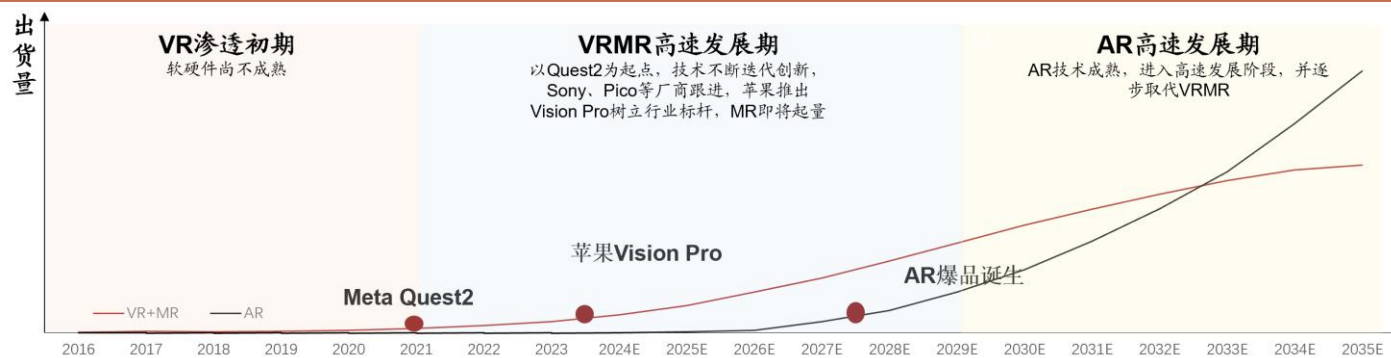 出货量
VR渗透初期
软硬件尚不成熟
VRMR高速发展期
以Quest2为起点，技术不断迭代创新，
Sony、Pico等厂商跟进，苹果推出
Vision Pro树立行业标杆，MR即将起量
AR高速发展期
AR技术成熟，进入高速发展阶段，并逐
步取代VRMR
苹果Vision Pro
AR爆品诞生
Meta Quest2
VR+MR
AR
2016 2017 2018 2019 2020 2021 2022 2023 2024E 2025E 2026E 2027E 2028E 2029E 2030E 2031E 2032E 2033E 2034E 2035E